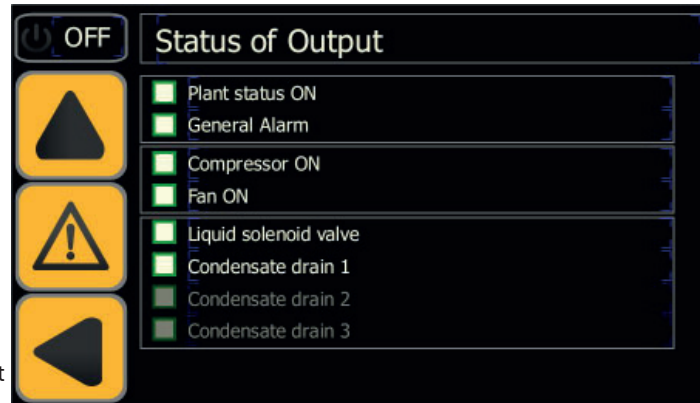 OFF
Status of Output
Plant status ON
General Alarm
Compressor ON
Fan ON
Liquid solenoid valve
Condensate drain 1
Condensate drain 2
Condensate drain 3
t